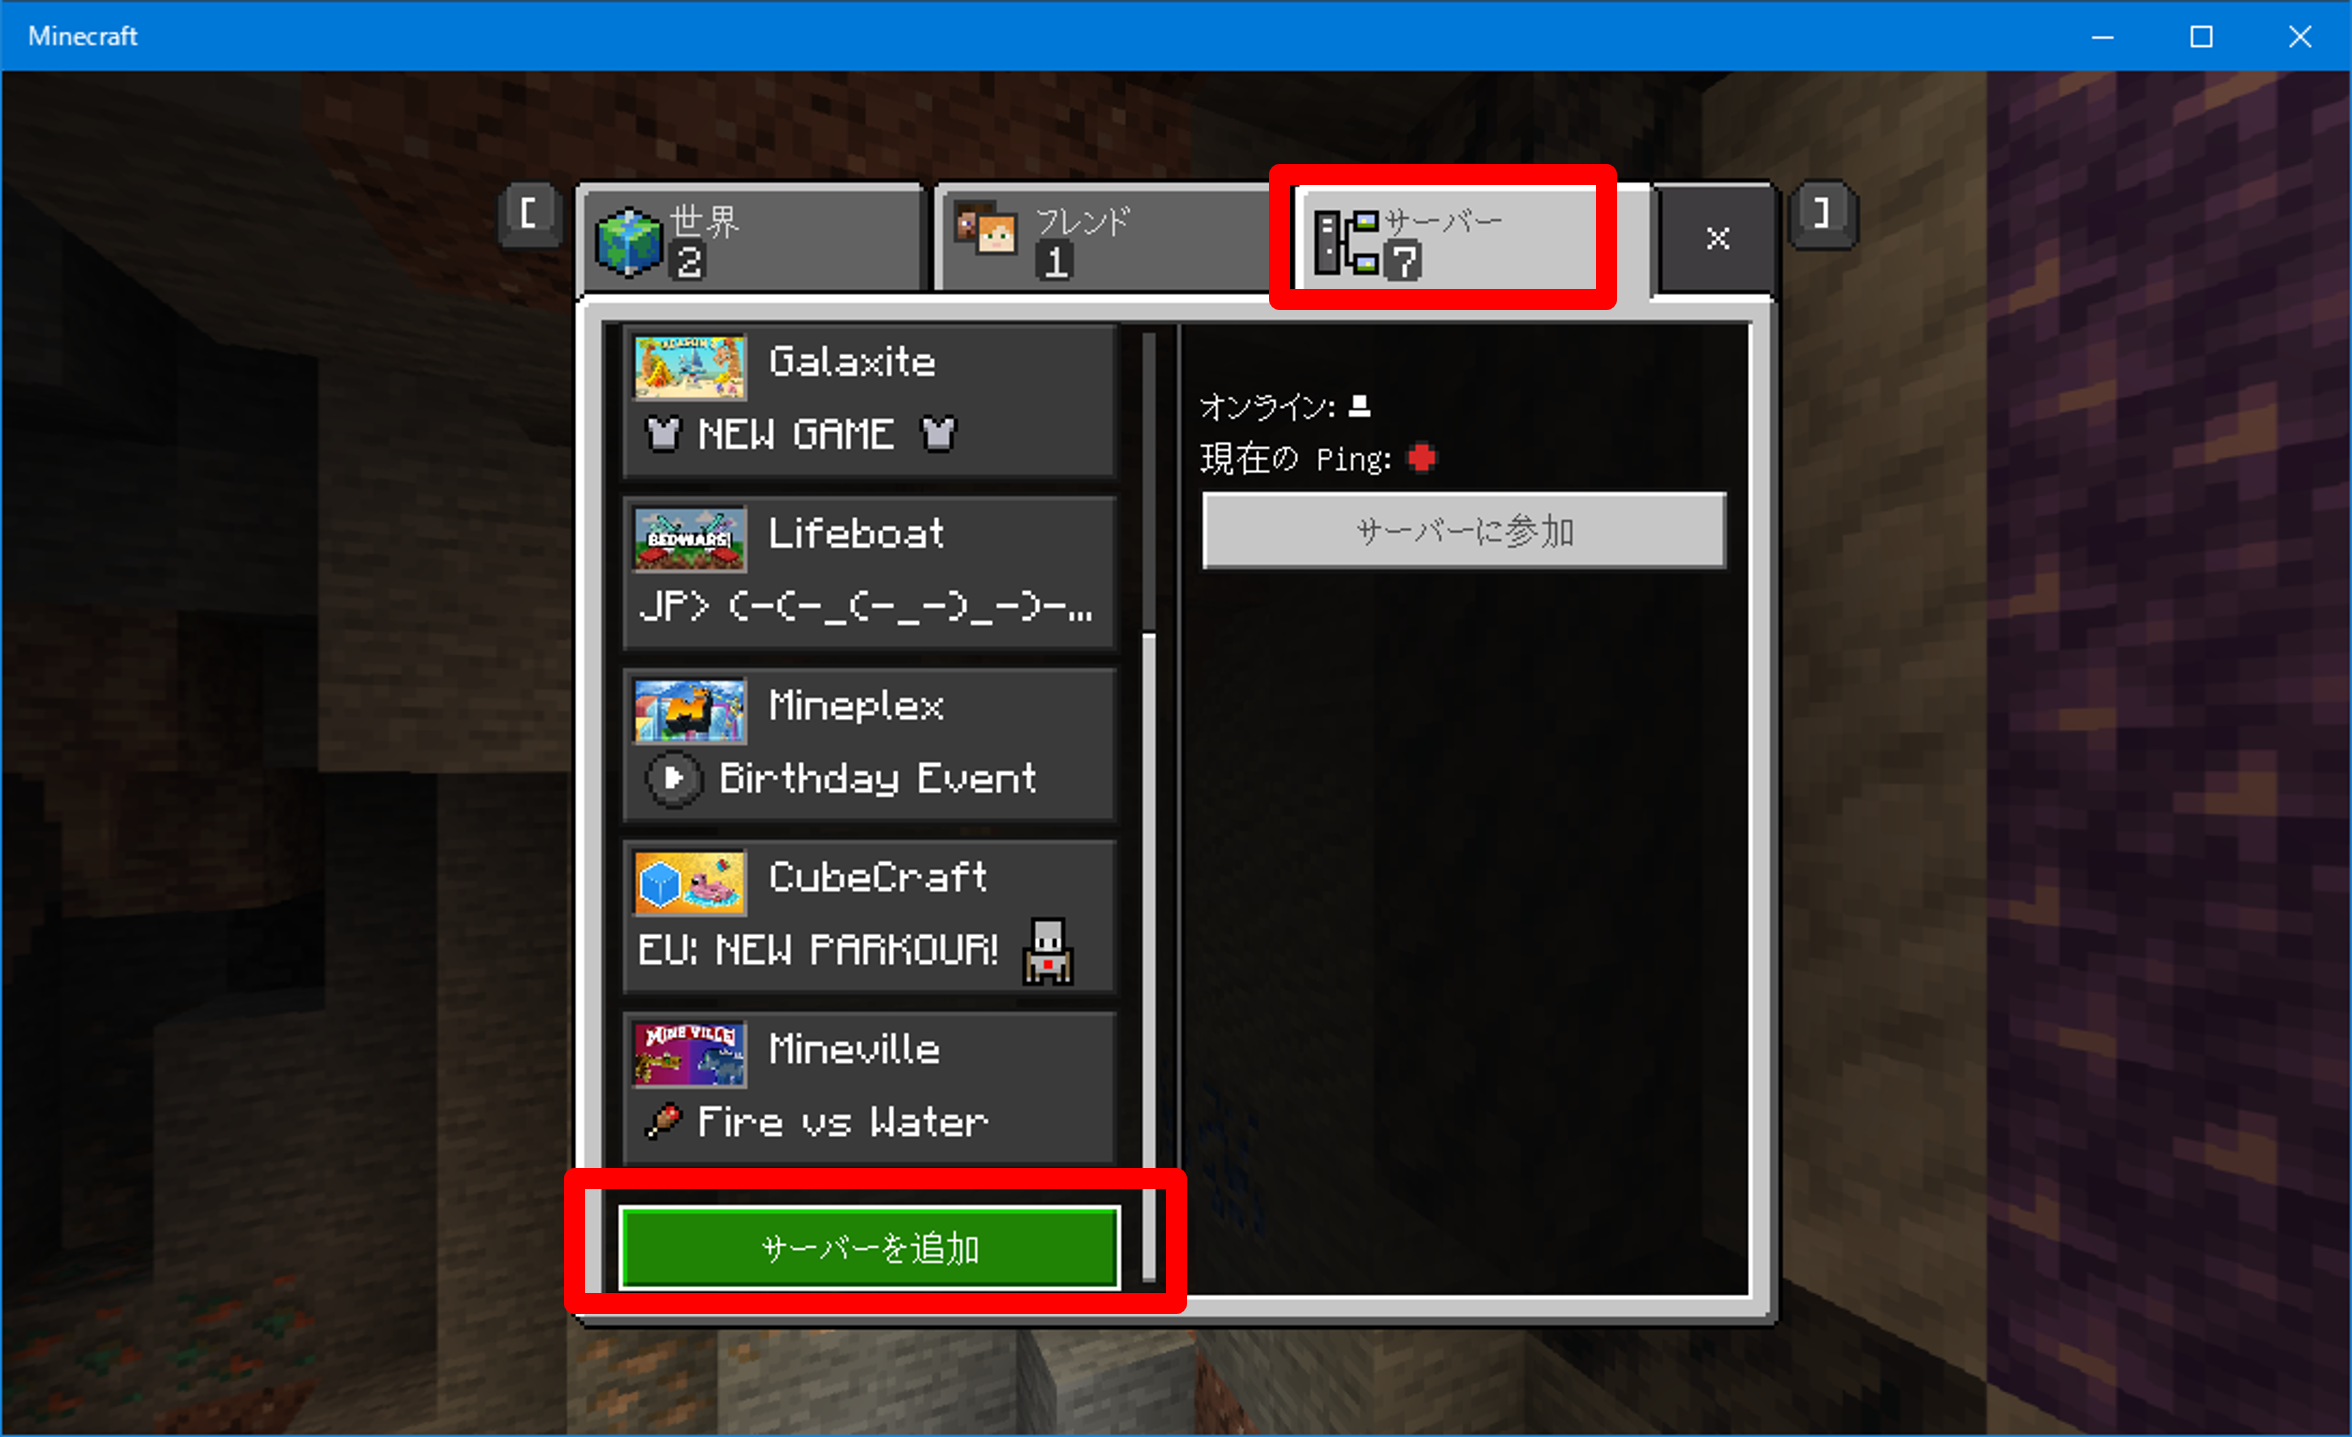 Minecraft
[
世界
2
フレンド
1
サーバー
7
]
Galaxite
NEW GAME
BEDWARS!
Lifeboat
JP> (-(-_(-_-)_-)-...
Mineplex
Birthday Event
CubeCraft
EU: NEW PARKOUR!
MINEVILLE
Mineville
Fire vs Water
サーバーを追加
オンライン:
現在の Ping:
サーバーに参加